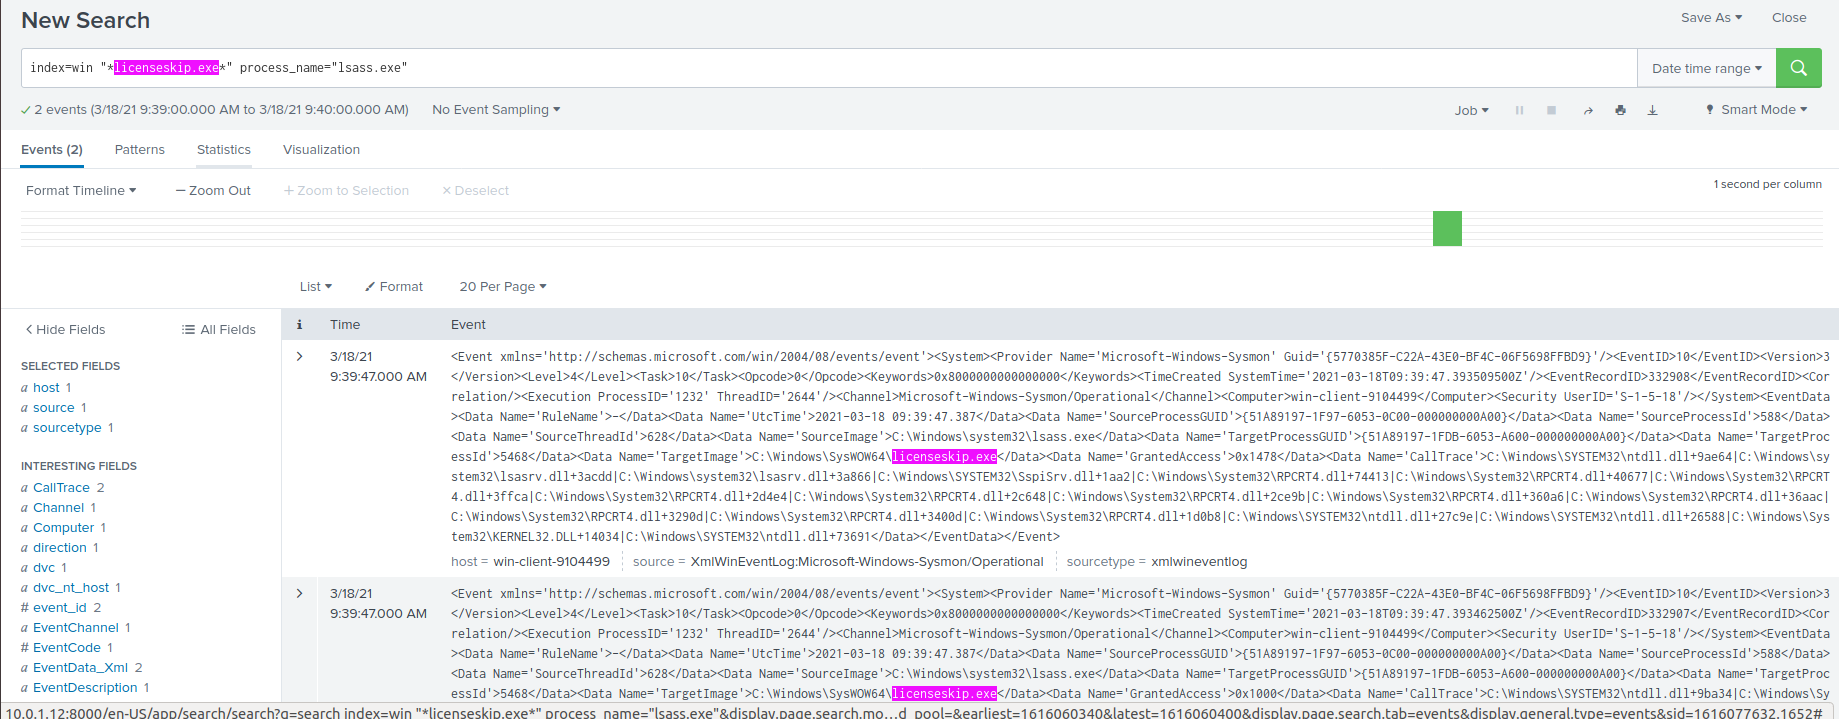 New Search
Save As
Close
index=win "*licenseskip.exe*" process_name="lsass.exe"
Date time range
2 events (3/18/21 9:39:00.000 AM to 3/18/21 9:40:00.000 AM)
No Event Sampling
Job
Smart Mode
Events (2)
Patterns
Statistics
Visualization
Format Timeline
— Zoom Out
+ Zoom to Selection
× Deselect
1 second per column
List
Format
20 Per Page
< Hide Fields
All Fields
i
Time
Event
SELECTED FIELDS
a host 1
a source 1
a sourcetype 1
INTERESTING FIELDS
a CallTrace 2
a Channel 1
a Computer 1
a direction 1
a dvc 1
a dvc_nt_host 1
# event_id 2
a EventChannel 1
# EventCode 1
a EventData_Xml 2
a EventDescription 1
3/18/21
9:39:47.000 AM
<Event xmlns='http://schemas.microsoft.com/win/2004/08/events/event'><System><Provider Name='Microsoft-Windows-Sysmon' Guid='{5770385F-C22A-43E0-BF4C-06F5698FFBD9}'/><EventID>10</EventID><Version>3
</Version><Level>4</Level><Task>10</Task><Opcode>0</Opcode><Keywords>0x8000000000000000</Keywords><TimeCreated SystemTime='2021-03-18T09:39:47.393509500Z'/><EventRecordID>332908</EventRecordID><Cor
relation/><Execution ProcessID='1232' ThreadID='2644'/><Channel>Microsoft-Windows-Sysmon/Operational</Channel><Computer>win-client-9104499</Computer><Security UserID='S-1-5-18'/></System><EventData
><Data Name='RuleName'>-</Data><Data Name='UtcTime'>2021-03-18 09:39:47.387</Data><Data Name='SourceProcessGUID'>{51A89197-1F97-6053-0C00-000000000A00}</Data><Data Name='SourceProcessId'>588</Data>
<Data Name='SourceThreadId'>628</Data><Data Name='SourceImage'>C:\Windows\system32\lsass.exe</Data><Data Name='TargetProcessGUID'>{51A89197-1FDB-6053-A600-000000000A00}</Data><Data Name='TargetProc
essId'>5468</Data><Data Name='TargetImage'>C:\Windows\SysWOW64\licenseskip.exe</Data><Data Name='GrantedAccess'>0x1478</Data><Data Name='CallTrace'>C:\Windows\SYSTEM32\ntdll.dll+9ae64|C:\Windows\sy
stem32\lsasrv.dll+3acdd|C:\Windows\system32\lsasrv.dll+3a866|C:\Windows\SYSTEM32\SspiSrv.dll+1aa2|C:\Windows\System32\RPCRT4.dll+74413|C:\Windows\System32\RPCRT4.dll+40677|C:\Windows\System32\RPCRT
4.dll+3ffca|C:\Windows\System32\RPCRT4.dll+2d4e4|C:\Windows\System32\RPCRT4.dll+2c648|C:\Windows\System32\RPCRT4.dll+2ce9b|C:\Windows\System32\RPCRT4.dll+360a6|C:\Windows\System32\RPCRT4.dll+36aac|
C:\Windows\System32\RPCRT4.dll+3290d|C:\Windows\System32\RPCRT4.dll+3400d|C:\Windows\System32\RPCRT4.dll+1d0b8|C:\Windows\SYSTEM32\ntdll.dll+27c9e|C:\Windows\SYSTEM32\ntdll.dll+26588|C:\Windows\Sys
tem32\KERNEL32.DLL+14034|C:\Windows\SYSTEM32\ntdll.dll+73691</Data></EventData></Event>
host = win-client-9104499
source = XmlWinEventLog:Microsoft-Windows-Sysmon/Operational
sourcetype = xmlwineventlog
3/18/21
9:39:47.000 AM
<Event xmlns='http://schemas.microsoft.com/win/2004/08/events/event'><System><Provider Name='Microsoft-Windows-Sysmon' Guid='{5770385F-C22A-43E0-BF4C-06F5698FFBD9}'/><EventID>10</EventID><Version>3
</Version><Level>4</Level><Task>10</Task><Opcode>0</Opcode><Keywords>0x8000000000000000</Keywords><TimeCreated SystemTime='2021-03-18T09:39:47.393462500Z'/><EventRecordID>332907</EventRecordID><Cor
relation/><Execution ProcessID='1232' ThreadID='2644'/><Channel>Microsoft-Windows-Sysmon/Operational</Channel><Computer>win-client-9104499</Computer><Security UserID='S-1-5-18'/></System><EventData
><Data Name='RuleName'>-</Data><Data Name='UtcTime'>2021-03-18 09:39:47.387</Data><Data Name='SourceProcessGUID'>{51A89197-1F97-6053-0C00-000000000A00}</Data><Data Name='SourceProcessId'>588</Data>
<Data Name='SourceThreadId'>628</Data><Data Name='SourceImage'>C:\Windows\system32\lsass.exe</Data><Data Name='TargetProcessGUID'>{51A89197-1FDB-6053-A600-000000000A00}</Data><Data Name='TargetProc
essId'>5468</Data><Data Name='TargetImage'>C:\Windows\SysWOW64\licenseskip.exe</Data><Data Name='GrantedAccess'>0x1000</Data><Data Name='CallTrace'>C:\Windows\SYSTEM32\ntdll.dll+9ba34|C:\Windows\Sy
10.0.1.12:8000/en-US/app/search/search?q=search index=win "*licenseskip.exe*" process_name="lsass.exe"&display.page.search.mo...d_pool=&earliest=1616060340&latest=1616060400&display.page.search.tab=events&display.general.type=events&sid=1616077632.1652#